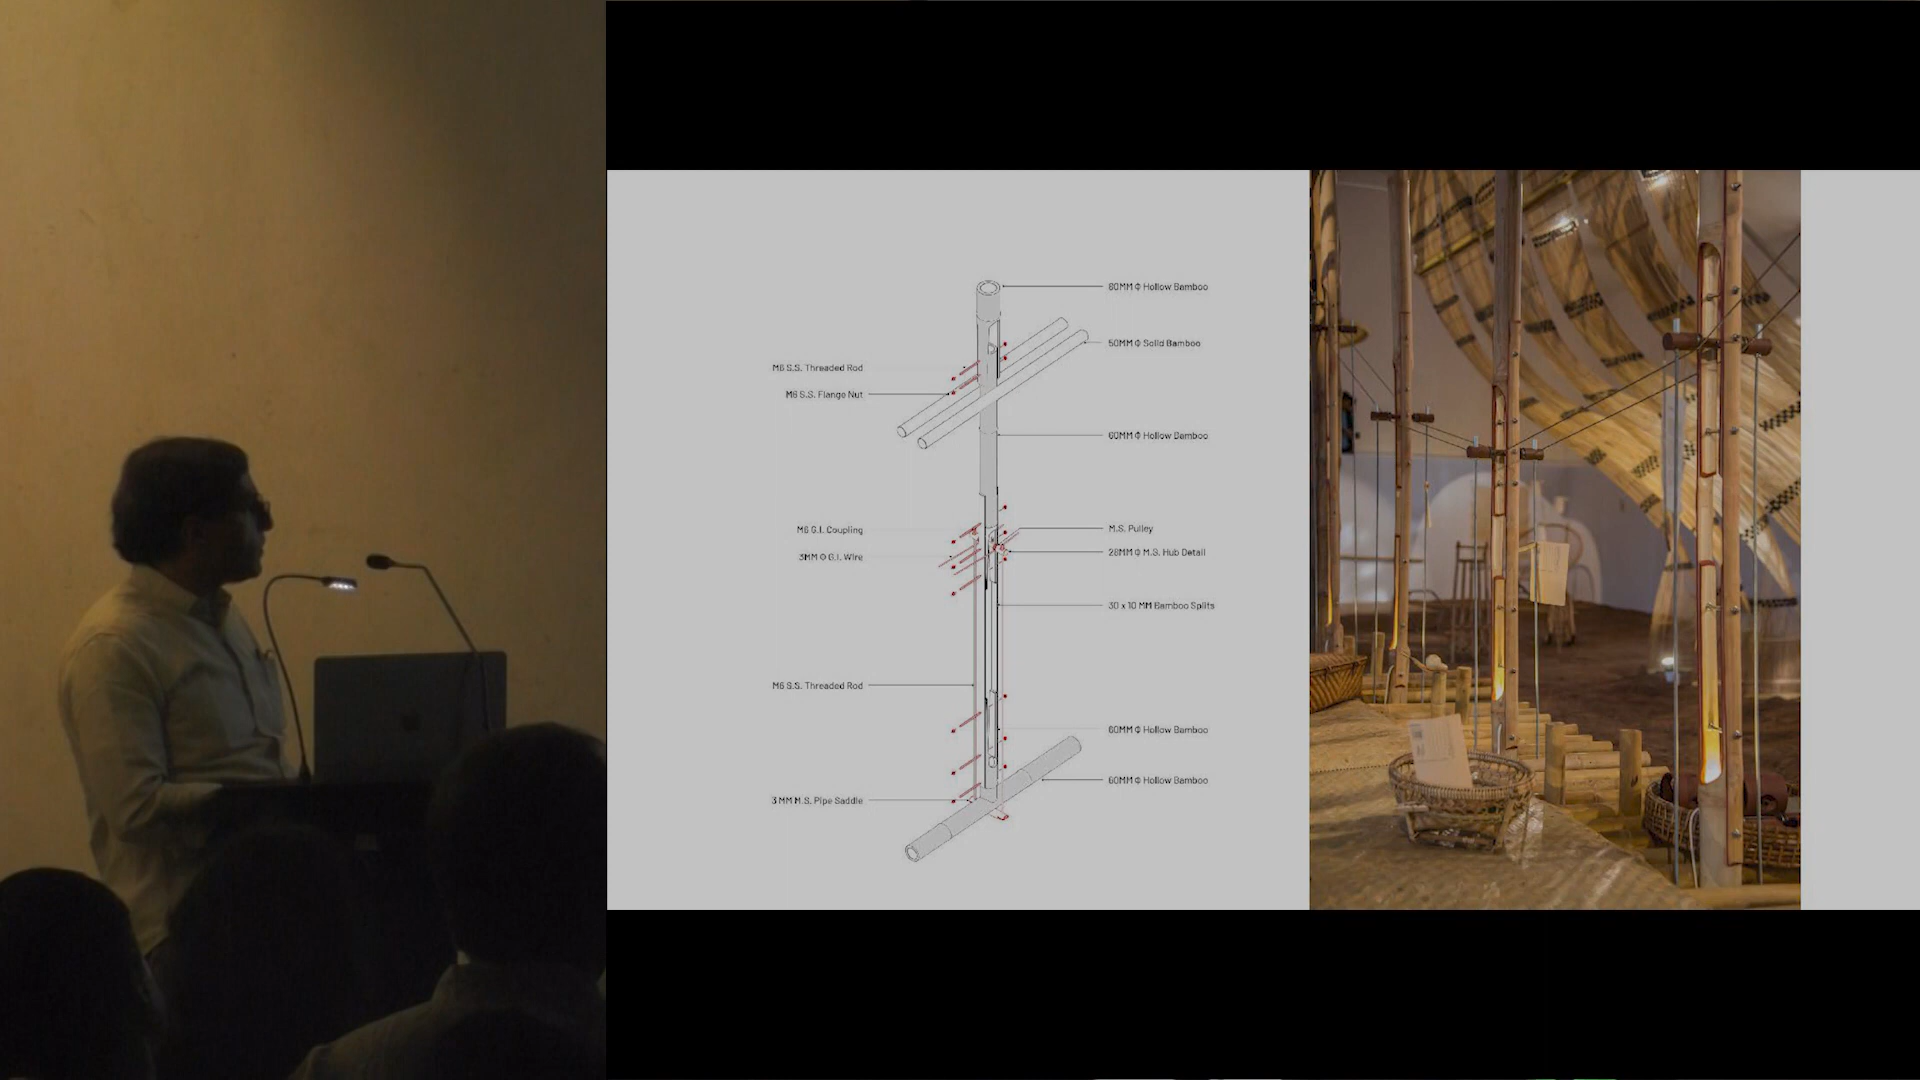 80MM Φ Hollow Bamboo
50MM Φ Solid Bamboo
M6 S.S. Threaded Rod
M6 S.S. Flange Nut
60MM Φ Hollow Bamboo
M6 G.I. Coupling
M.S. Pulley
3MM Φ G.I. Wire
28MM Φ M.S. Hub Detail
30 x 10 MM Bamboo Splits
M6 S.S. Threaded Rod
60MM Φ Hollow Bamboo
60MM Φ Hollow Bamboo
3 MM M.S. Pipe Saddle